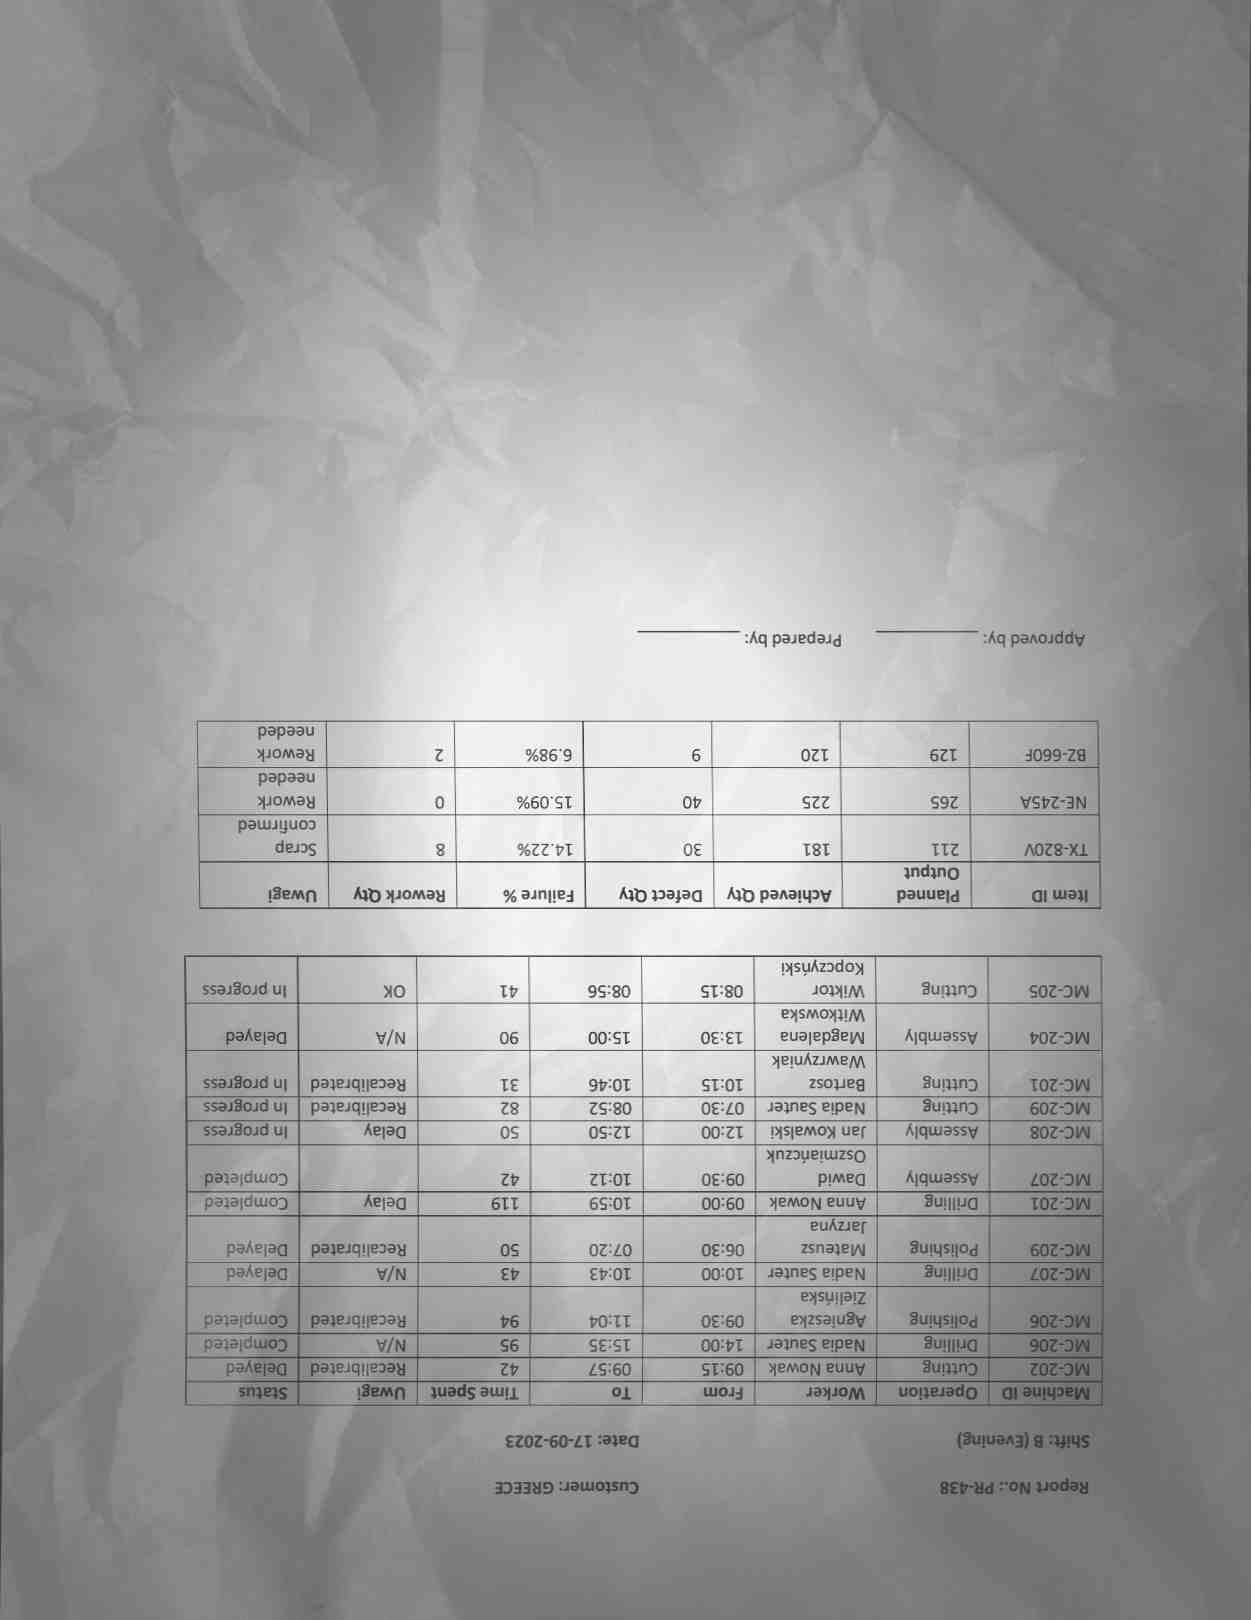 Report No.: PR-438 Customer: GREECE
Shift: B (Evening) Date: 17-09-2023
Machine ID Operation Worker From To Time Spent Uwagi Status
MC-202 Cutting Anna Nowak 09:15 09:57 42 Recalibrated Delayed
MC-206 Drilling Nadia Sauter 14:00 15:35 95 N/A Completed
MC-206 Polishing Agnieszka 09:30 11:04 94 Recalibrated Completed
Zielińska
MC-207 Drilling Nadia Sauter 10:00 10:43 43 N/A Delayed
MC-209 Polishing Mateusz 06:30 07:20 50 Recalibrated Delayed
Jarzyna
MC-201 Drilling Anna Nowak 09:00 10:59 119 Delay Completed
MC-207 Assembly Dawid 09:30 10:12 42 Completed
Oszmiańczuk
MC-208 Assembly Jan Kowalski 12:00 12:50 50 Delay In progress
MC-209 Cutting Nadia Sauter 07:30 08:52 82 Recalibrated In progress
MC-201 Cutting Bartosz 10:15 10:46 31 Recalibrated In progress
Wawrzyniak
MC-204 Assembly Magdalena 13:30 15:00 90 N/A Delayed
Witkowska
MC-205 Cutting Wiktor 08:15 08:56 41 OK In progress
Kopczyński
Item ID Planned Achieved Qty Defect Qty Failure % Rework Qty Uwagi
Output
TX-820V 211 181 30 14.22% 8 Scrap
confirmed
NE-245A 265 225 40 15.09% 0 Rework
needed
BZ-660F 129 120 9 6.98% 2 Rework
needed
Approved by: __________ Prepared by: __________